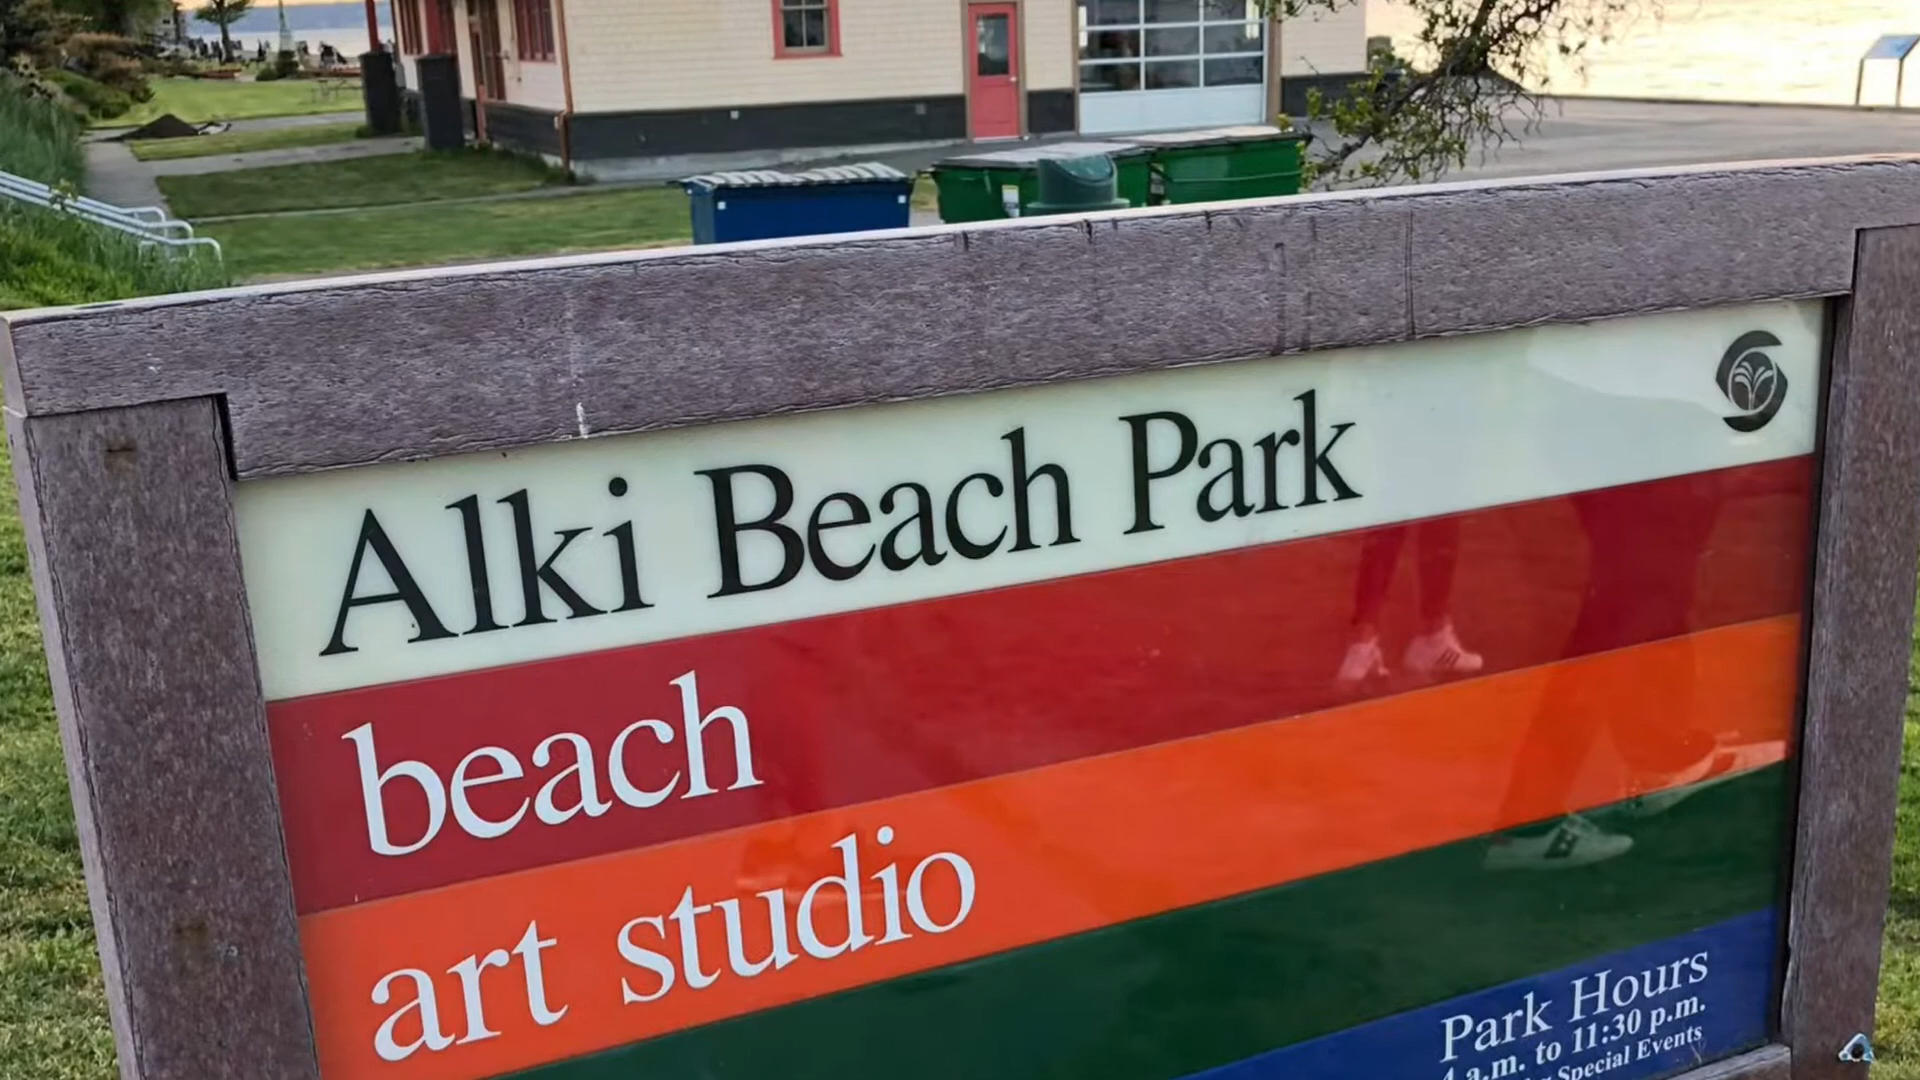 Alki Beach Park
beach
art studio
Park Hours
4 a.m. to 11:30 p.m.
Special Events